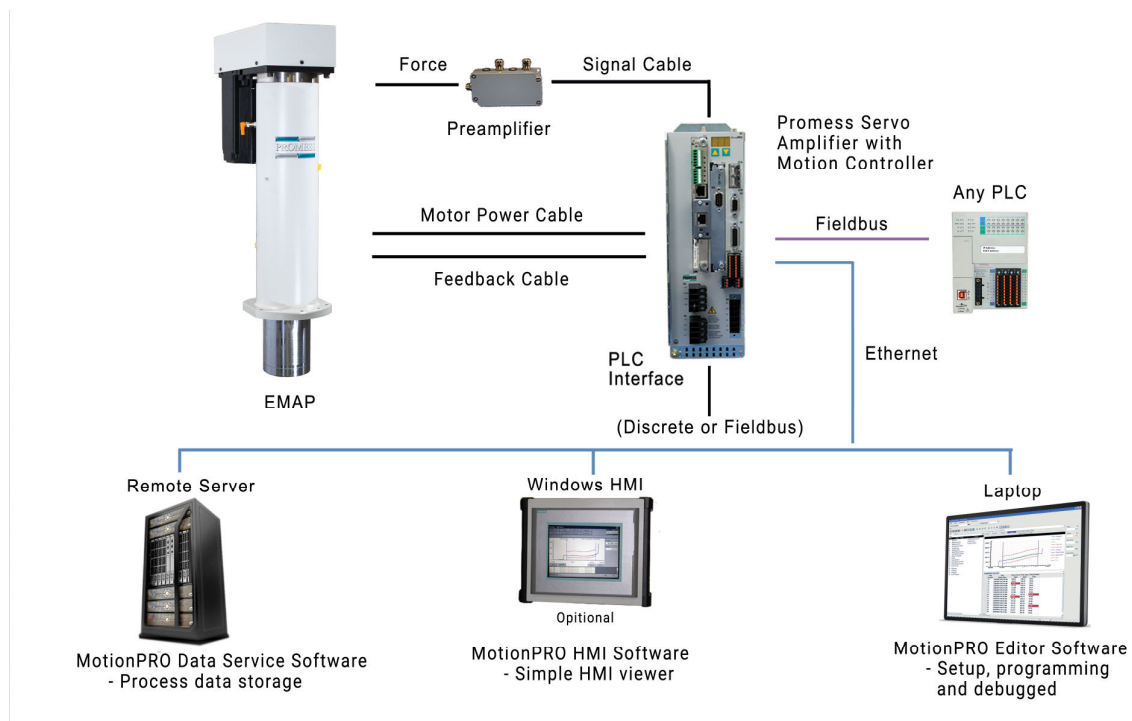 Force
Signal Cable
Preamplifier
Promess Servo
Amplifier with
Motion Controller
PROMESS
Any PLC
Motor Power Cable
Fieldbus
Feedback Cable
Ethernet
PLC
Interface
EMAP
(Discrete or Fieldbus)
Remote Server
Windows HMI
Laptop
Opitional
MotionPRO Data Service Software
- Process data storage
MotionPRO HMI Software
- Simple HMI viewer
MotionPRO Editor Software
- Setup, programming
and debugged